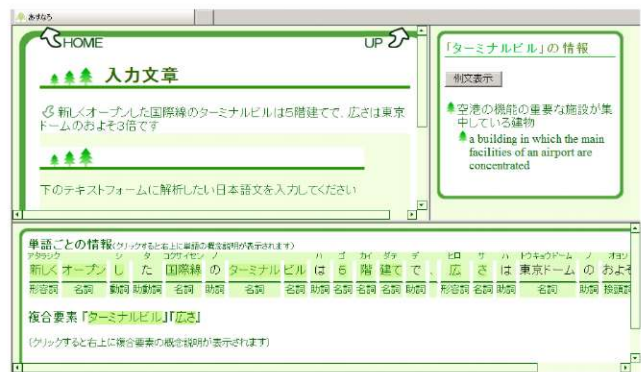 あすなろ
HOME
UP
入力文章
新しくオープンした国際線のターミナルビルは5階建てで、広さは東京
ドームのおよそ3倍です
下のテキストフォームに解析したい日本語文を入力してください
「ターミナルビル」の情報
例文表示
空港の機能の重要な施設が集
中している建物
a building in which the main
facilities of an airport are
concentrated
単語ごとの情報(クリックすると右上に単語の概念説明が表示されます)
アタラシク シ タ コクサイセン ノ ハ ゴ カイ ダテ デ ヒロ サ ハ トウキョウドーム ノ オヨソ
新しく オープン し た 国際線 の ターミナル ビル は 5 階 建て で 、 広 さ は 東京ドーム の およそ
形容詞 名詞 動詞 助動詞 名詞 助詞 名詞 名詞 助詞 名詞 名詞 名詞 助詞 形容詞 名詞 助詞 名詞 助詞 接頭詞
複合要素 『ターミナルビル』『広さ』
(クリックすると右上に複合要素の概念説明が表示されます)